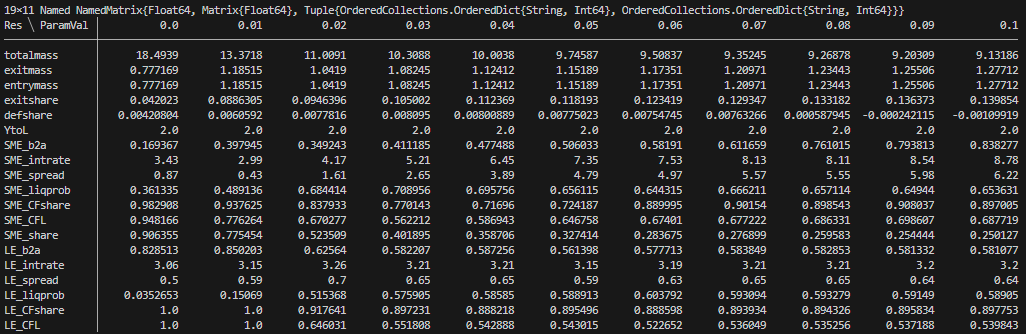 19×11 Named NamedMatrix{Float64, Matrix{Float64}, Tuple{OrderedCollections.OrderedDict{String, Int64}, OrderedCollections.OrderedDict{String, Int64}}}
Res ╲ ParamVal │ 0.0 0.01 0.02 0.03 0.04 0.05 0.06 0.07 0.08 0.09 0.1
totalmass 18.4939 13.3718 11.0091 10.3088 10.0038 9.74587 9.50837 9.35245 9.26878 9.20309 9.13186
exitmass 0.777169 1.18515 1.0419 1.08245 1.12412 1.15189 1.17351 1.20971 1.23443 1.25506 1.27712
entrymass 0.777169 1.18515 1.0419 1.08245 1.12412 1.15189 1.17351 1.20971 1.23443 1.25506 1.27712
exitshare 0.042023 0.0886305 0.0946396 0.105002 0.112369 0.118193 0.123419 0.129347 0.133182 0.136373 0.139854
defshare 0.00420804 0.0060592 0.0077816 0.008095 0.00800889 0.00775023 0.00754745 0.00763266 0.000587945 -0.000242115 -0.00109919
YtoL 2.0 2.0 2.0 2.0 2.0 2.0 2.0 2.0 2.0 2.0 2.0
SME_b2a 0.169367 0.397945 0.349243 0.411185 0.477488 0.506033 0.58191 0.611659 0.761015 0.793813 0.838277
SME_intrate 3.43 2.99 4.17 5.21 6.45 7.35 7.53 8.13 8.11 8.54 8.78
SME_spread 0.87 0.43 1.61 2.65 3.89 4.79 4.97 5.57 5.55 5.98 6.22
SME_liqprob 0.361335 0.489136 0.684414 0.708956 0.695756 0.656115 0.644315 0.666211 0.657114 0.64944 0.653631
SME_CFshare 0.982908 0.937625 0.837933 0.770143 0.71696 0.724187 0.889995 0.90154 0.898543 0.908037 0.897005
SME_CFL 0.948166 0.776264 0.670277 0.562212 0.586943 0.646758 0.67401 0.677222 0.686331 0.698607 0.687719
SME_share 0.906355 0.775454 0.523509 0.401895 0.358706 0.327414 0.283675 0.276899 0.259583 0.254444 0.250127
LE_b2a 0.828513 0.850203 0.62564 0.582207 0.587256 0.561398 0.577713 0.583849 0.582853 0.581332 0.581077
LE_intrate 3.06 3.15 3.26 3.21 3.21 3.15 3.19 3.21 3.21 3.2 3.2
LE_spread 0.5 0.59 0.7 0.65 0.65 0.59 0.63 0.65 0.65 0.64 0.64
LE_liqprob 0.0352653 0.15069 0.515368 0.575905 0.58585 0.588913 0.603792 0.593094 0.593279 0.59149 0.58905
LE_CFshare 1.0 1.0 0.917641 0.897231 0.888218 0.895496 0.888598 0.893934 0.894326 0.895834 0.897753
LE_CFL 1.0 1.0 0.646031 0.551808 0.542888 0.543015 0.522652 0.536049 0.535256 0.537188 0.539843